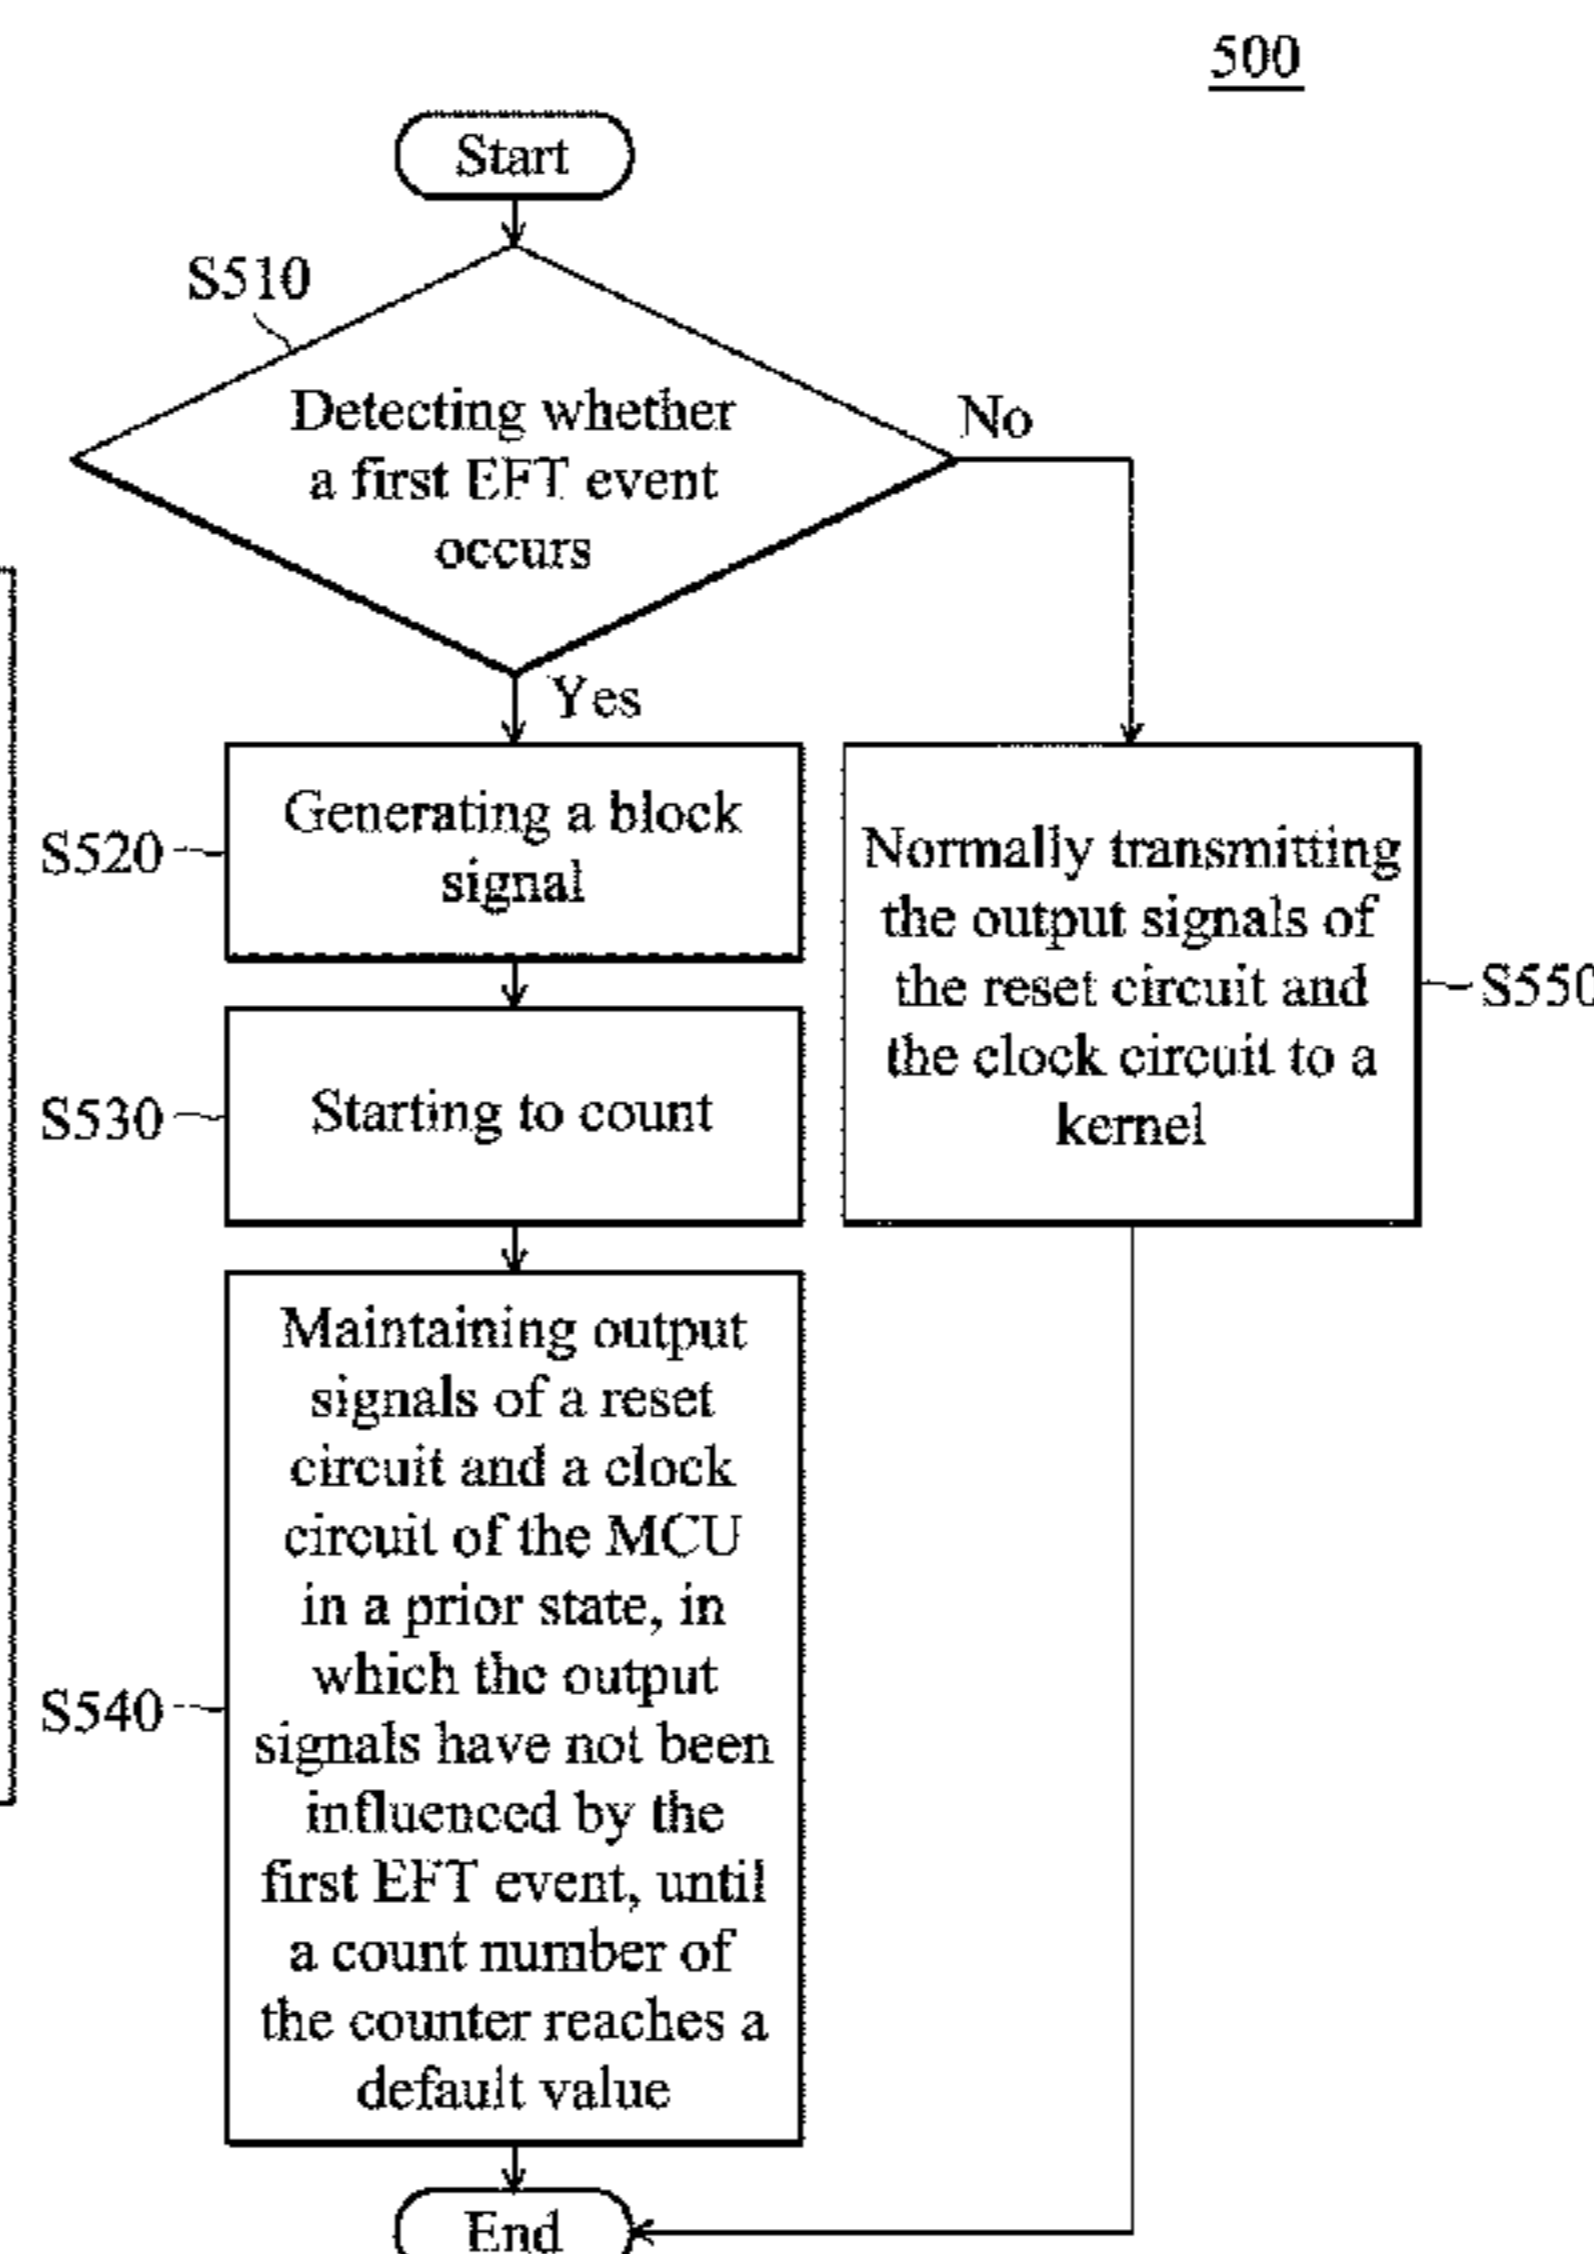 500
Start
S510
Detecting whether
a first EFT event
occurs
No
Yes
S520
Generating a block
signal
Normally transmitting
the output signals of
the reset circuit and
the clock circuit to a
kernel
S550
S530
Starting to count
S540
Maintaining output
signals of a reset
circuit and a clock
circuit of the MCU
in a prior state, in
which the output
signals have not been
influenced by the
first EFT event, until
a count number of
the counter reaches a
default value
End